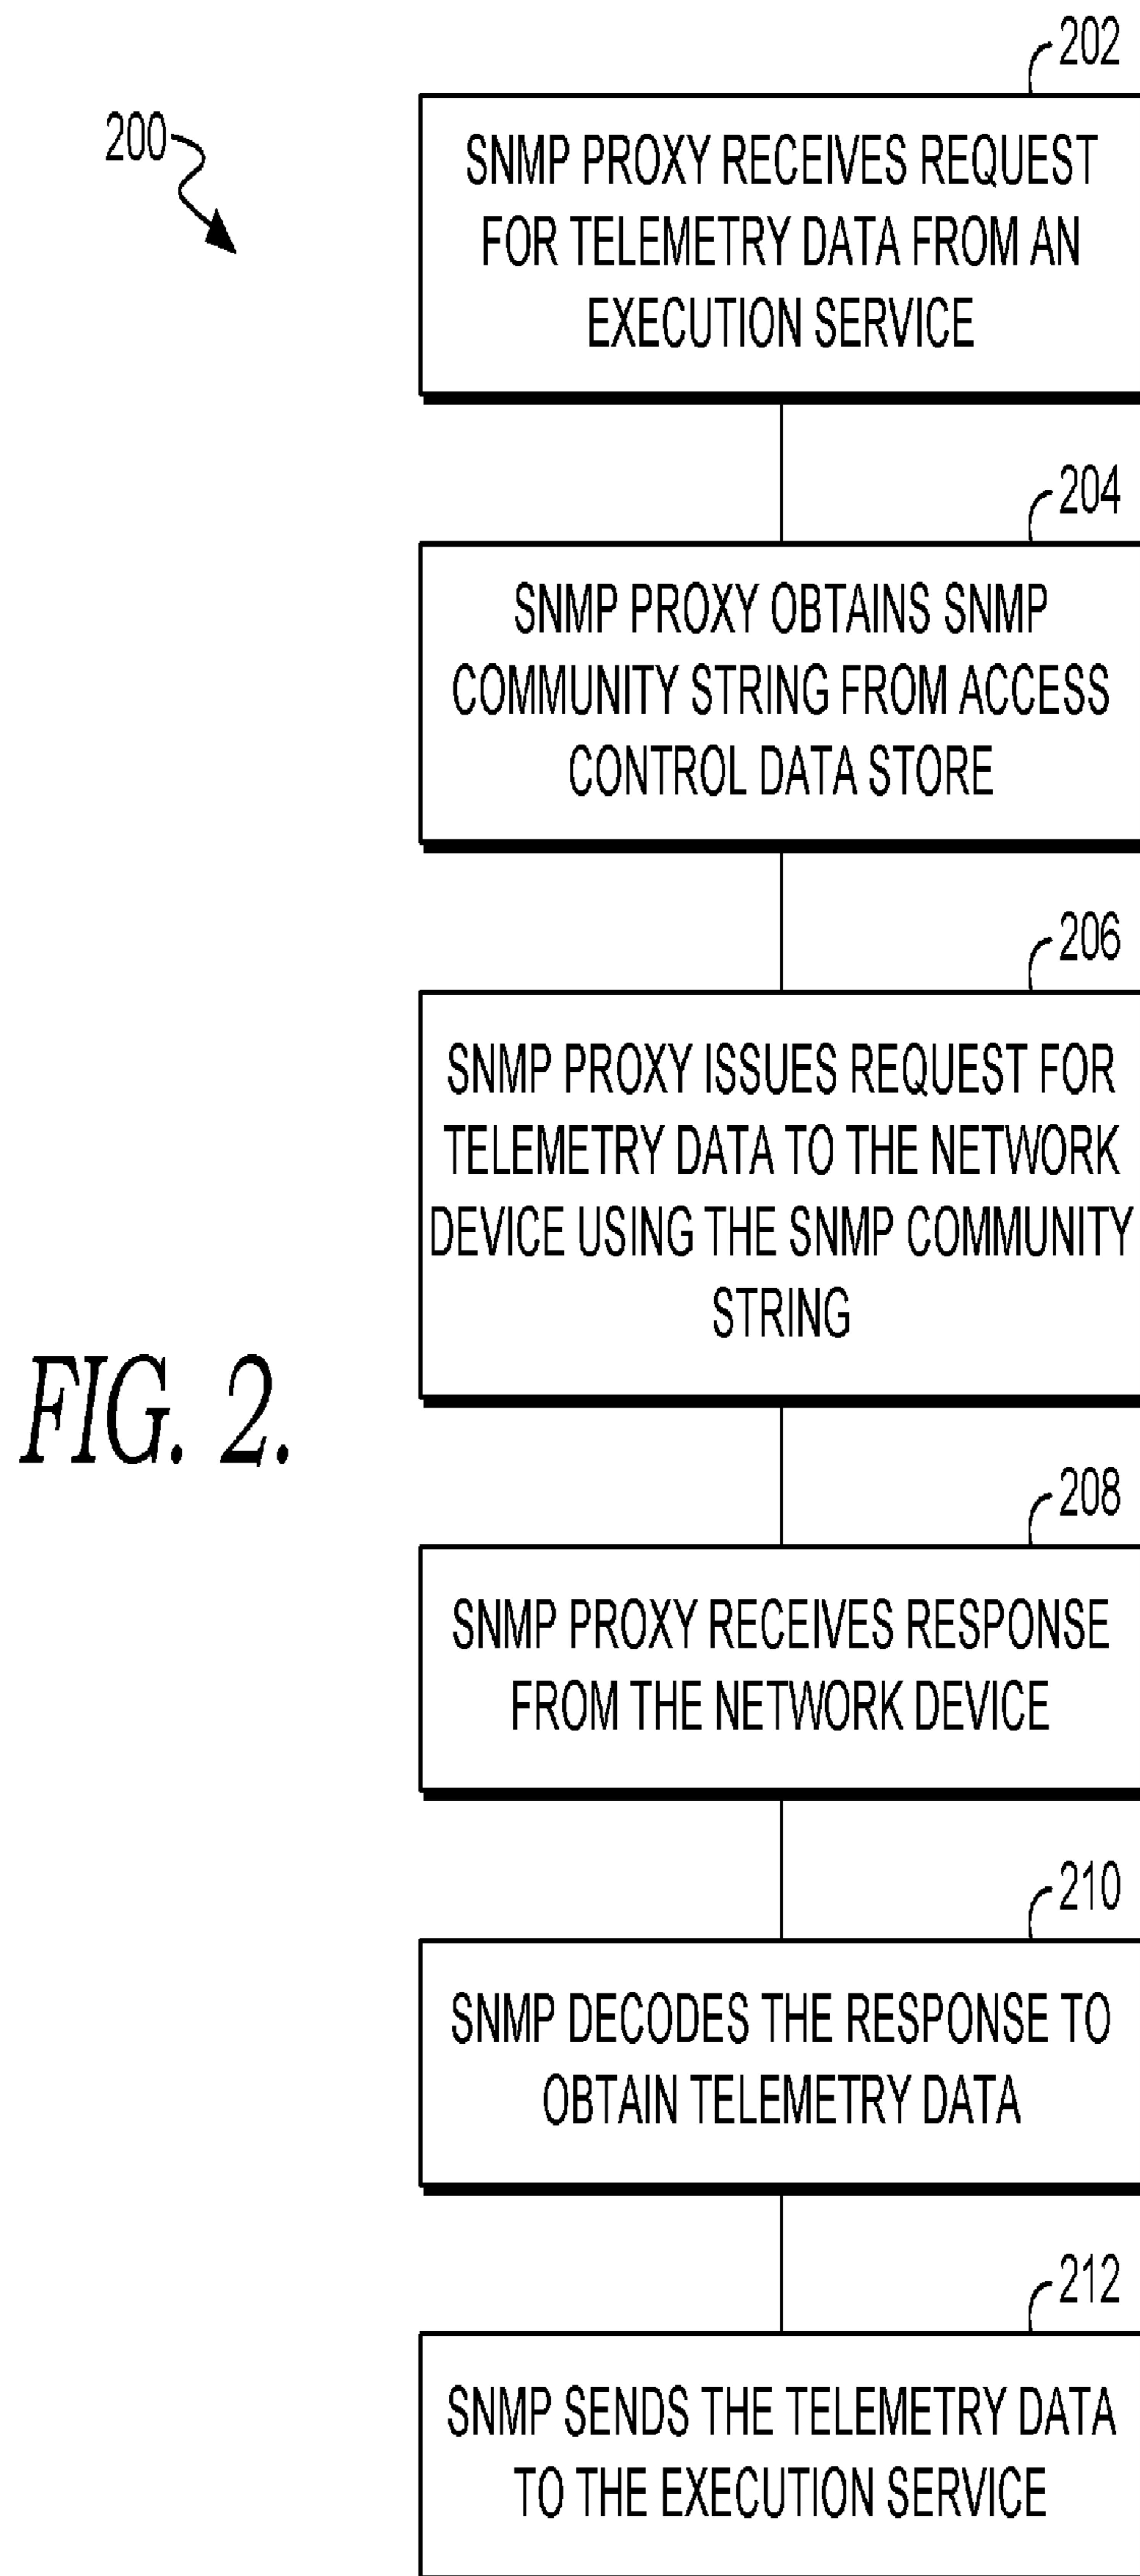 202
200
SNMP PROXY RECEIVES REQUEST
FOR TELEMETRY DATA FROM AN
EXECUTION SERVICE
204
SNMP PROXY OBTAINS SNMP
COMMUNITY STRING FROM ACCESS
CONTROL DATA STORE
206
SNMP PROXY ISSUES REQUEST FOR
TELEMETRY DATA TO THE NETWORK
DEVICE USING THE SNMP COMMUNITY
STRING
FIG. 2.
208
SNMP PROXY RECEIVES RESPONSE
FROM THE NETWORK DEVICE
210
SNMP DECODES THE RESPONSE TO
OBTAIN TELEMETRY DATA
212
SNMP SENDS THE TELEMETRY DATA
TO THE EXECUTION SERVICE